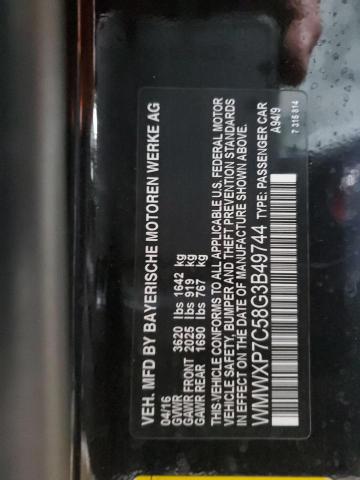 VEH. MFD BY BAYERISCHE MOTOREN WERKE AG
04/16
GVWR 3620 lbs 1642 kg
GAWR FRONT 2025 lbs 919 kg
GAWR REAR 1690 lbs 767 kg
THIS VEHICLE CONFORMS TO ALL APPLICABLE U.S. FEDERAL MOTOR
VEHICLE SAFETY, BUMPER AND THEFT PREVENTION STANDARDS
IN EFFECT ON THE DATE OF MANUFACTURE SHOWN ABOVE.
WMWXP7C58G3B49744 TYPE: PASSENGER CAR
A94/9
7 316 814